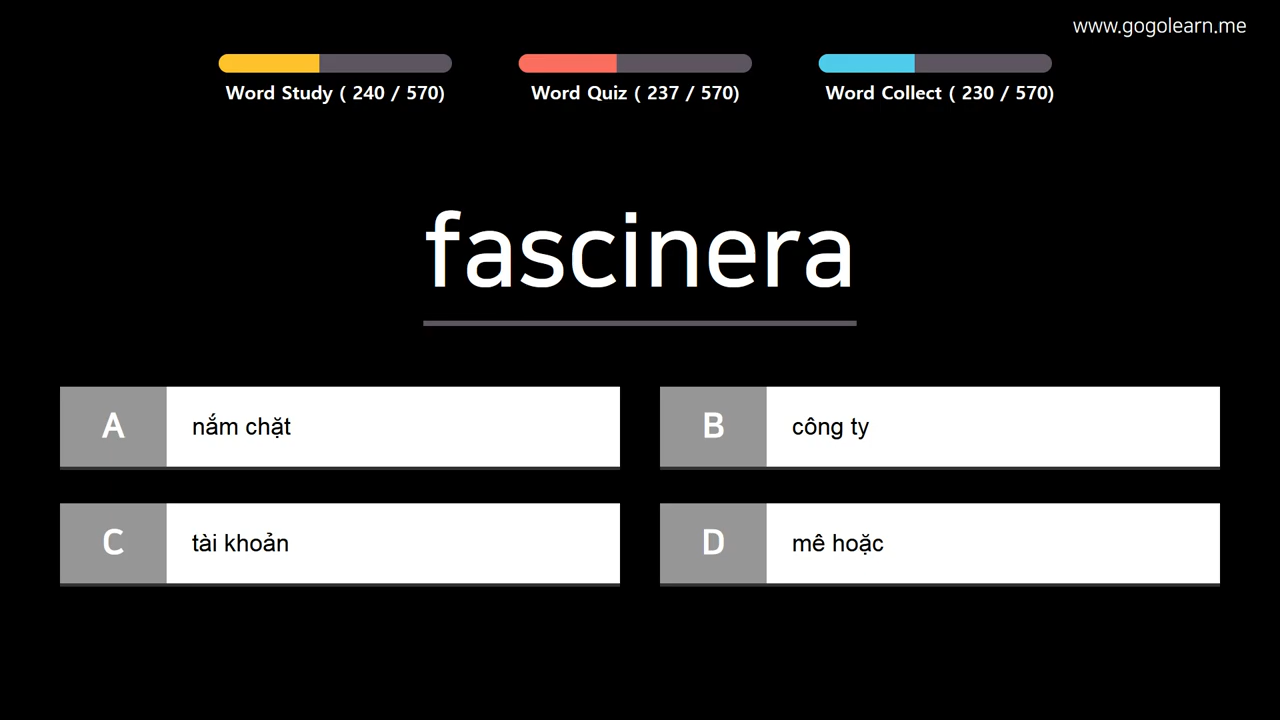 www.gogolearn.me
Word Study ( 240 / 570)
Word Quiz ( 237 / 570)
Word Collect ( 230 / 570)
fascinera
A nắm chặt
B công ty
C tài khoản
D mê hoặc